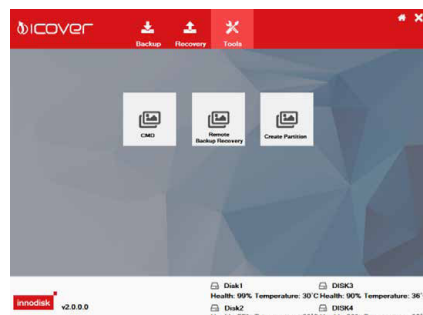 iCOVER
Backup Recovery Tools
CMD
Remote
Backup Recovery
Create Partition
Disk1 DISK3
Health: 99% Temperature: 30°C Health: 90% Temperature: 36°
innodisk v2.0.0.0
Disk2 DISK4